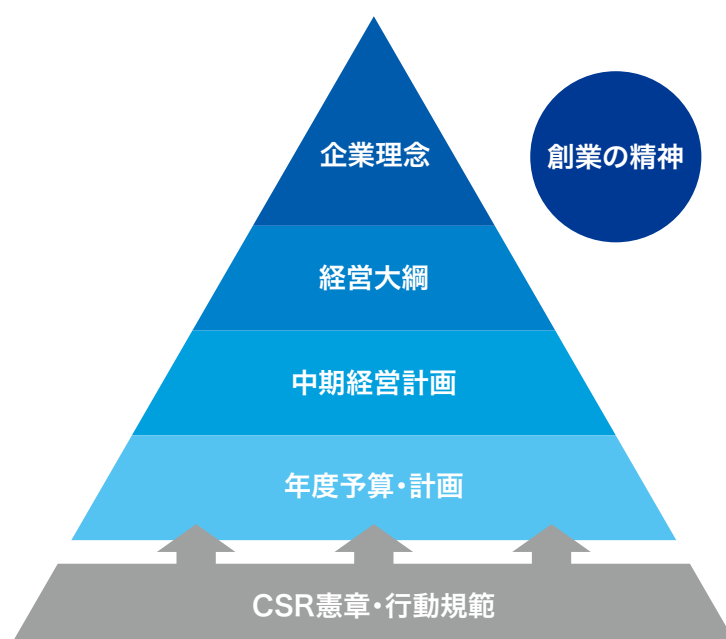 企業理念
創業の精神
経営大綱
中期経営計画
年度予算・計画
CSR憲章・行動規範